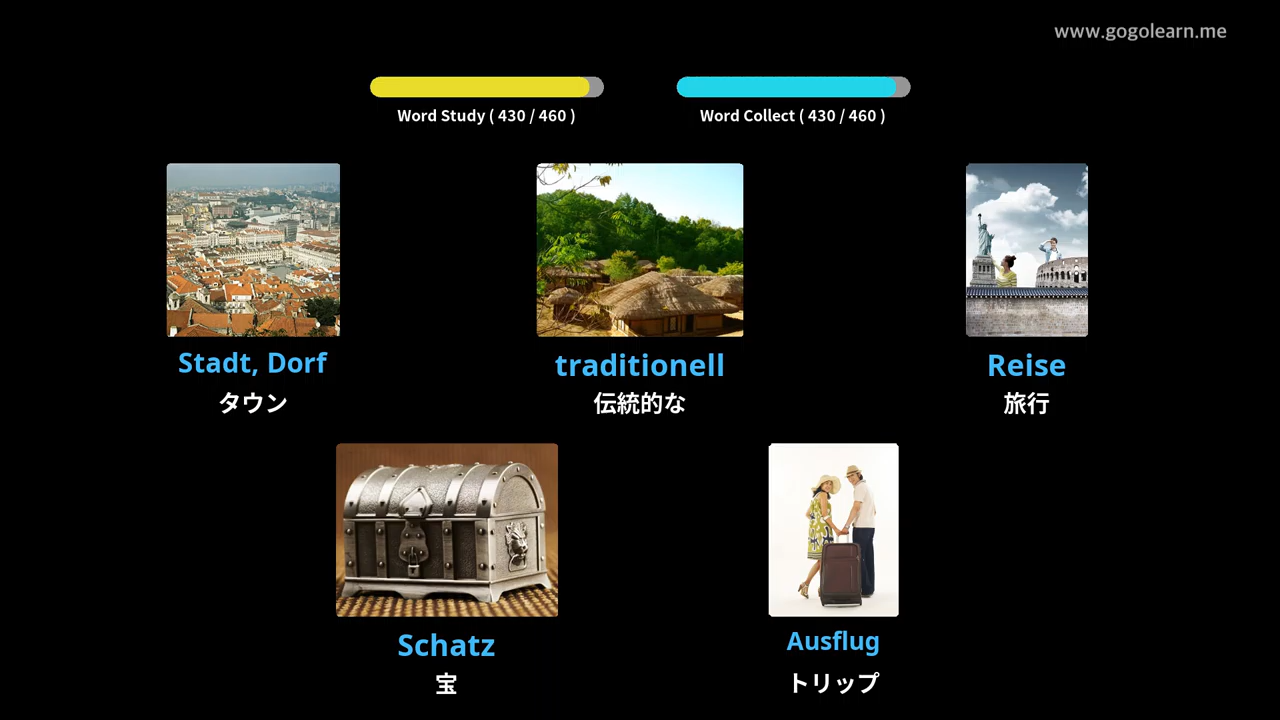 www.gogolearn.me
Word Study ( 430 / 460 )
Word Collect ( 430 / 460 )
Stadt, Dorf
タウン
traditionell
伝統的な
Reise
旅行
Schatz
宝
Ausflug
トリップ